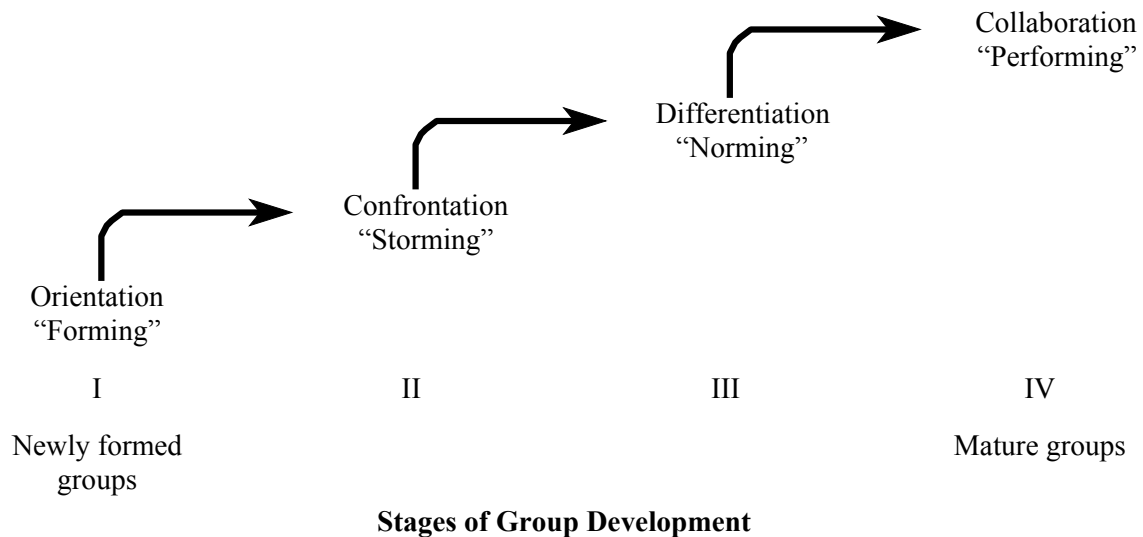 Collaboration
“Performing”
Differentiation
“Norming”
Confrontation
“Storming”
Orientation
“Forming”
I
II
III
IV
Newly formed
groups
Mature groups
Stages of Group Development